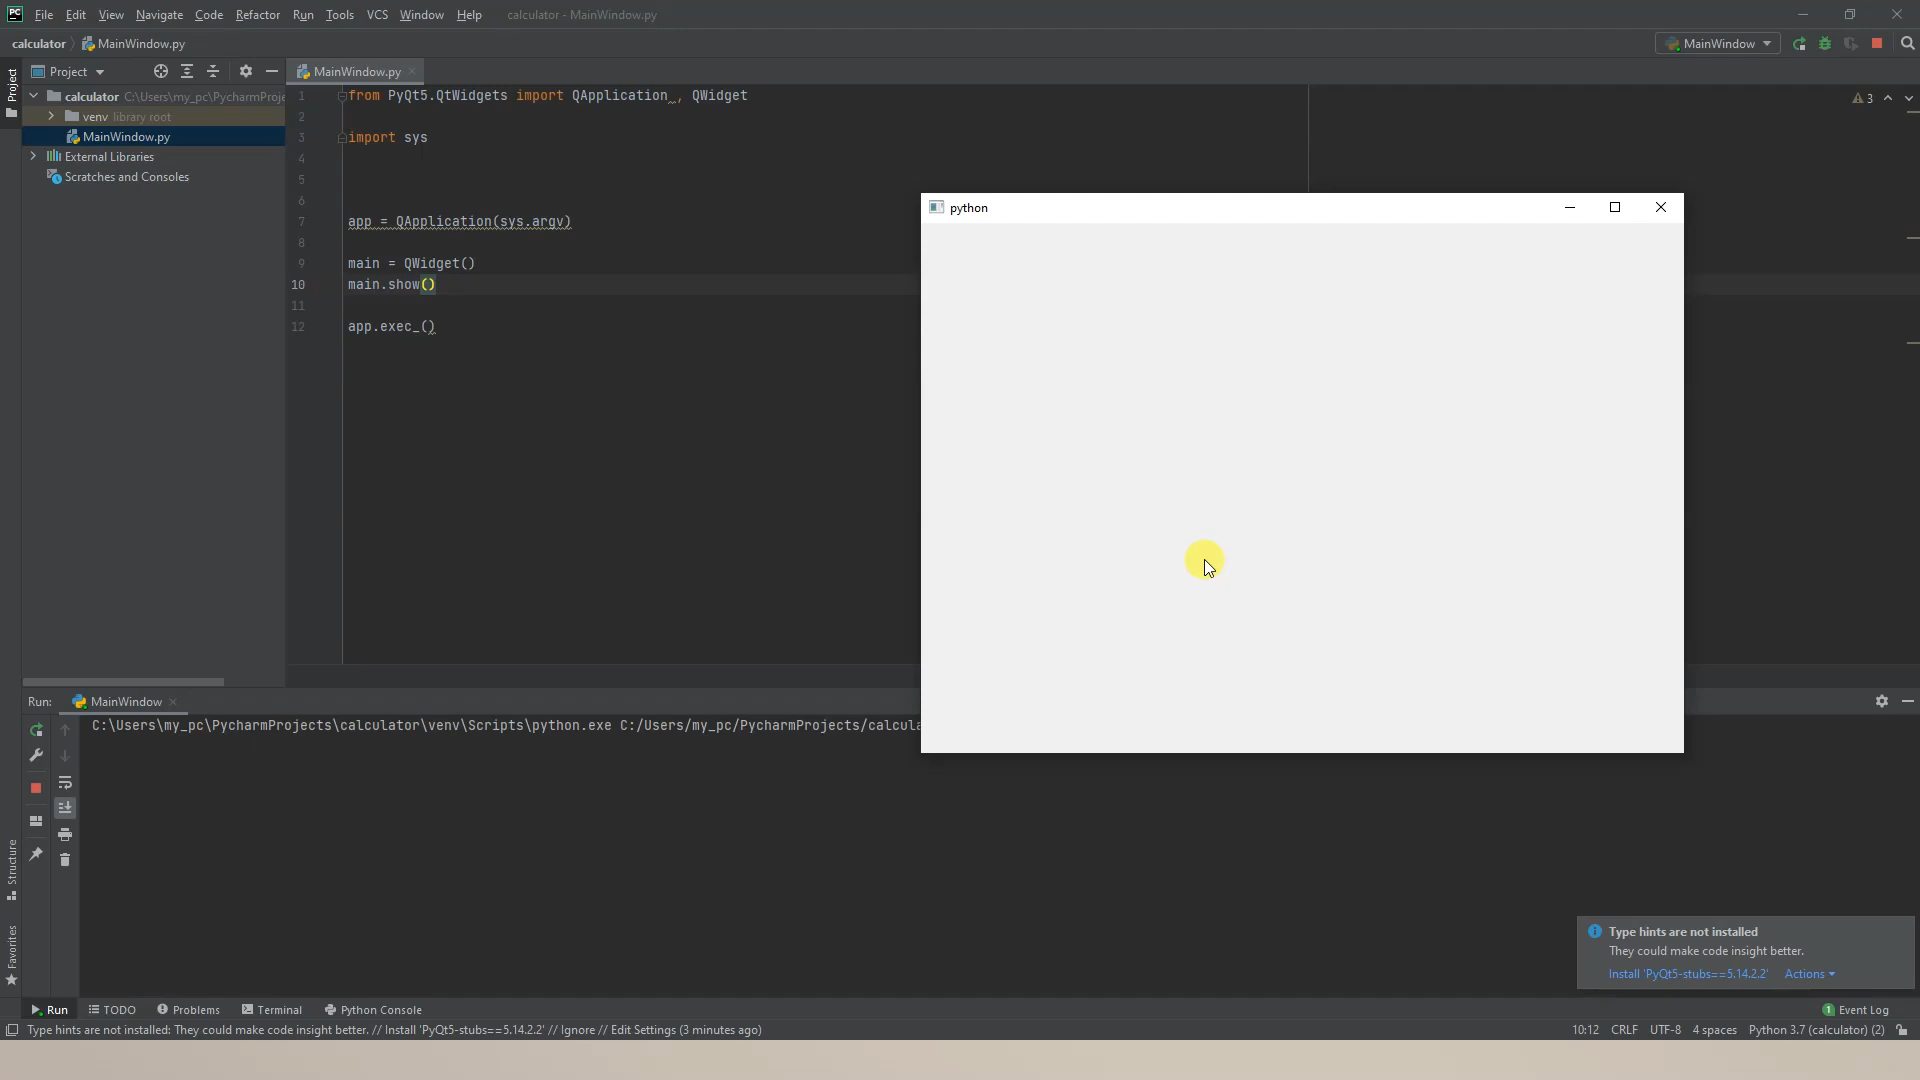 PC File Edit View Navigate Code Refactor Run Tools VCS Window Help calculator - MainWindow.py
calculator MainWindow.py MainWindow
Project Project MainWindow.py
calculator C:\Users\my_pc\PycharmProje
venv library root
MainWindow.py
External Libraries
Scratches and Consoles
1 from PyQt5.QtWidgets import QApplication , QWidget 3
2
3 import sys
4
5
6
7 app = QApplication(sys.argv)
8
9 main = QWidget()
10 main.show()
11
12 app.exec_()
python
Run: MainWindow
C:\Users\my_pc\PycharmProjects\calculator\venv\Scripts\python.exe C:/Users/my_pc/PycharmProjects/calcula
Structure
Favorites
Type hints are not installed
They could make code insight better.
Install 'PyQt5-stubs==5.14.2.2' Actions
Run TODO Problems Terminal Python Console 1 Event Log
Type hints are not installed: They could make code insight better. // Install 'PyQt5-stubs==5.14.2.2' // Ignore // Edit Settings (3 minutes ago) 10:12 CRLF UTF-8 4 spaces Python 3.7 (calculator) (2)